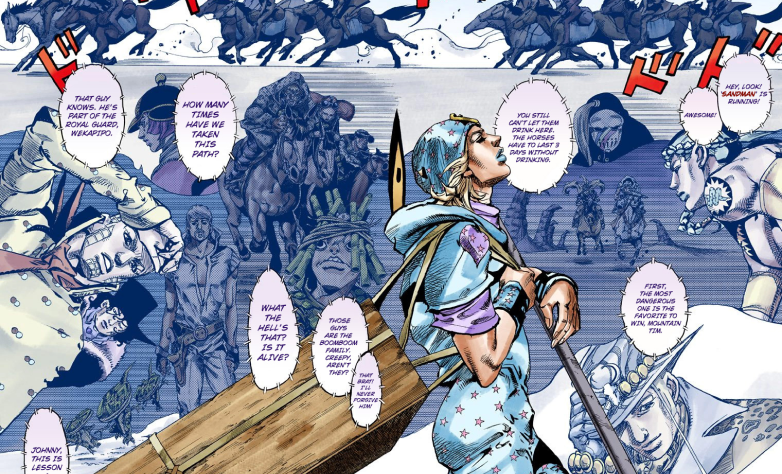 ドドド
HEY, LOOK!
'SANDMAN' IS
RUNNING!
AWESOME!
YOU STILL
CAN'T LET THEM
DRINK HERE.
THE HORSES
HAVE TO LAST 3
DAYS WITHOUT
DRINKING.
HOW MANY
TIMES
HAVE WE
TAKEN
THIS
PATH?
THAT GUY
KNOWS. HE'S
PART OF THE
ROYAL GUARD,
WEKAPIPO.
FIRST,
THE MOST
DANGEROUS
ONE IS THE
FAVORITE TO
WIN, MOUNTAIN
TIM.
THOSE
GUYS
ARE THE
BOOMBOOM
FAMILY.
CREEPY,
AREN'T
THEY?
THAT
BRAT!
I'LL
NEVER
FORGIVE
HIM!
WHAT
THE
HELL'S
THAT?
IS IT
ALIVE?
JOHNNY,
THIS IS
LESSON